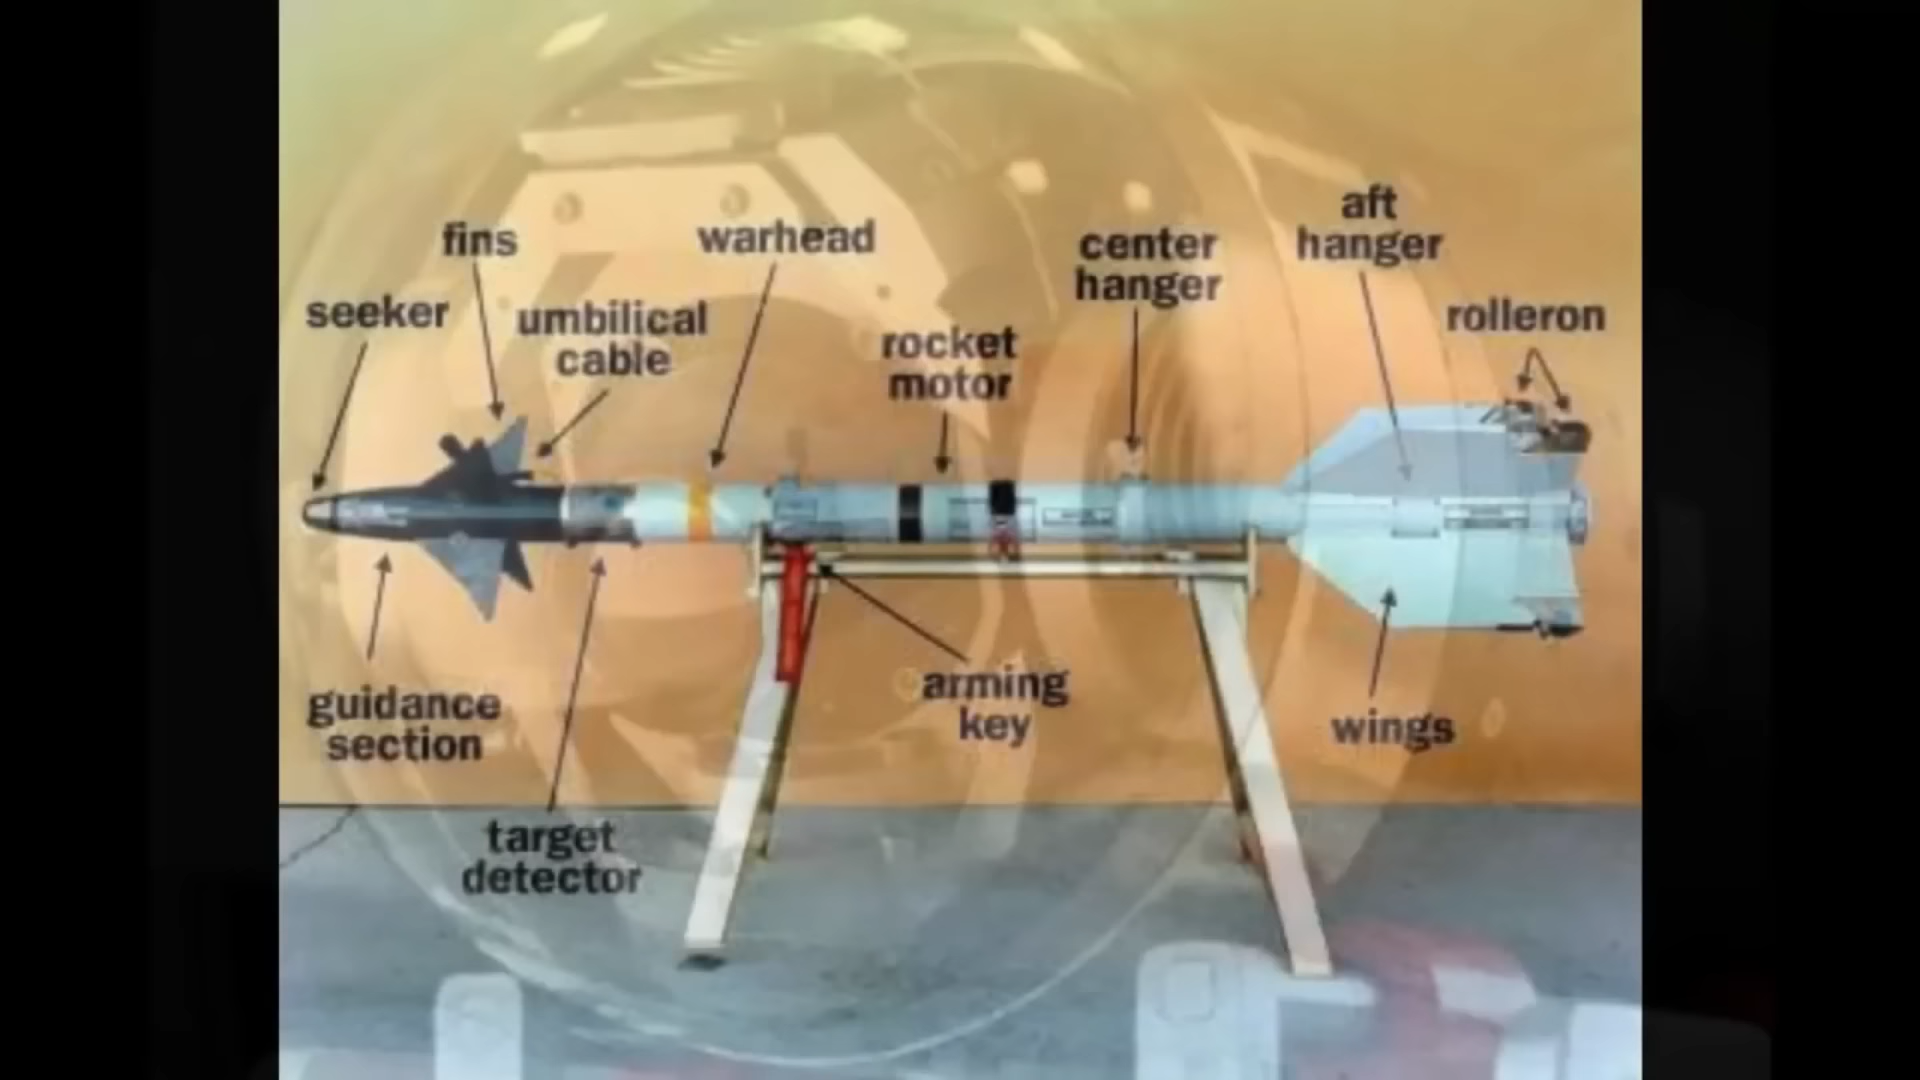 aft
hanger
fins
warhead
center
hanger
seeker
umbilical
cable
rolleron
rocket
motor
guidance
section
arming
key
wings
target
detector